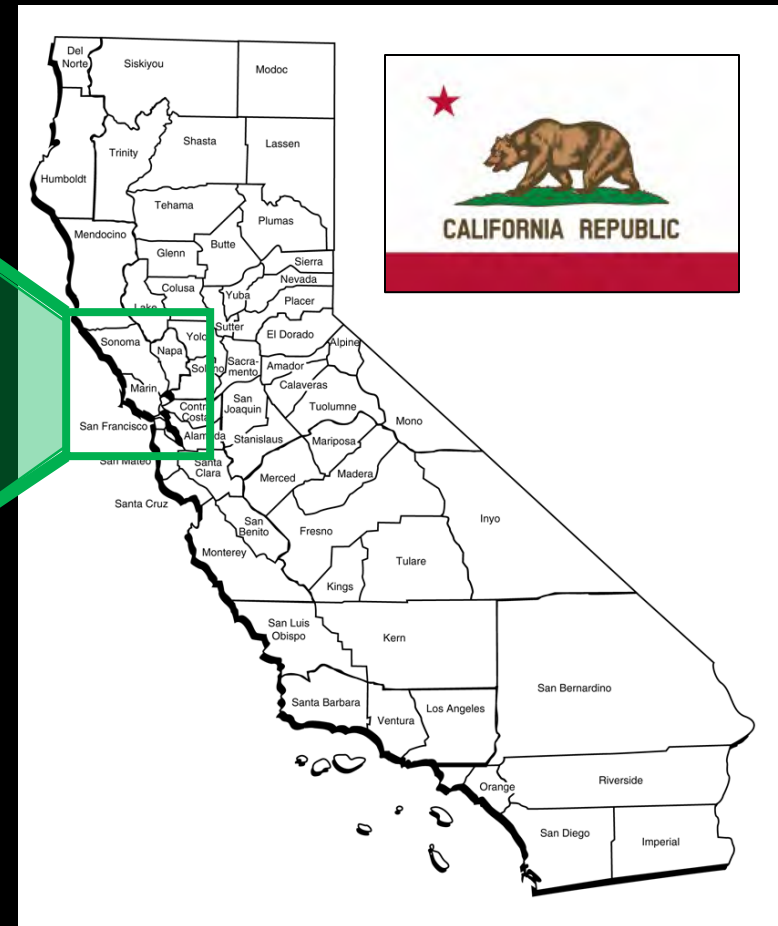 Del
Norte
Siskiyou
Modoc
CALIFORNIA REPUBLIC
Shasta
Lassen
Trinity
Humboldt
Tehama
Plumas
Mendocino
Butte
Glenn
Sierra
Nevada
Colusa
Yuba
Placer
Lake
Sutter
El Dorado
Yolo
Alpine
Sonoma
Napa
Sacra-
mento
Amador
Solano
Calaveras
Marin
San
Joaquin
Contra
Costa
Tuolumne
Mono
San Francisco
Alameda
Stanislaus
Mariposa
San Mateo
Santa
Clara
Merced
Madera
Santa Cruz
San
Benito
Fresno
Inyo
Monterey
Tulare
Kings
San Luis
Obispo
Kern
San Bernardino
Santa Barbara
Los Angeles
Ventura
Riverside
Orange
San Diego
Imperial